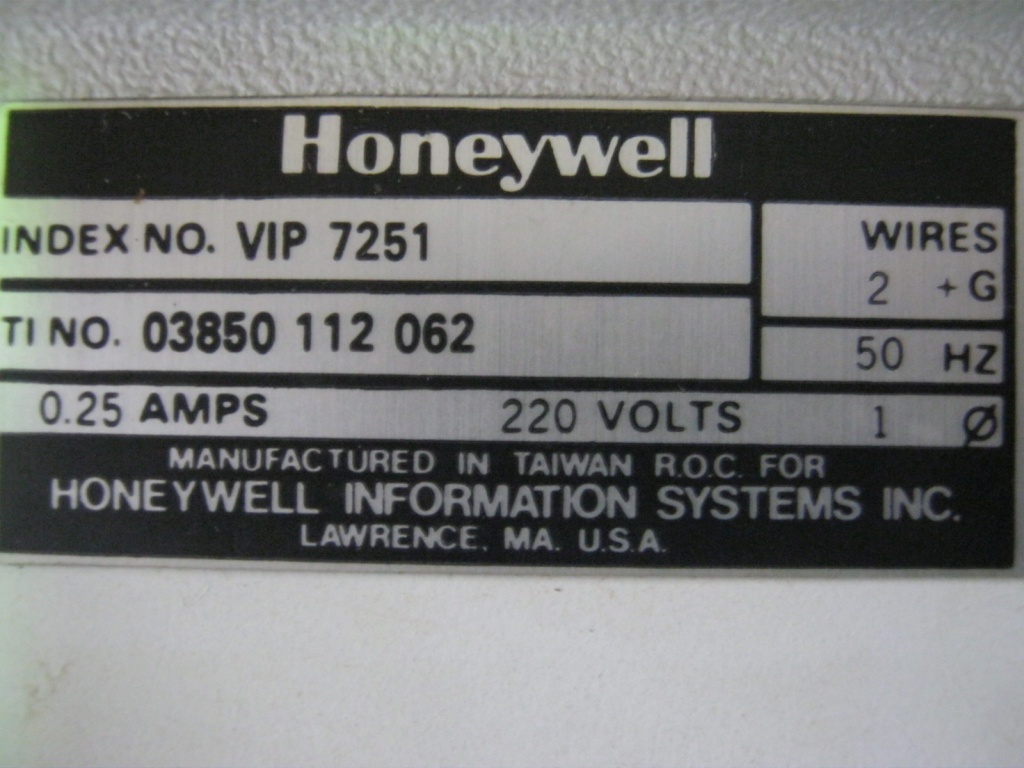 Honeywell
INDEX NO. VIP 7251
WIRES
2 + G
TI NO. 03850 112 062
50 HZ
0.25 AMPS 220 VOLTS 1 Ø
MANUFACTURED IN TAIWAN R.O.C. FOR
HONEYWELL INFORMATION SYSTEMS INC.
LAWRENCE. MA. U.S.A.